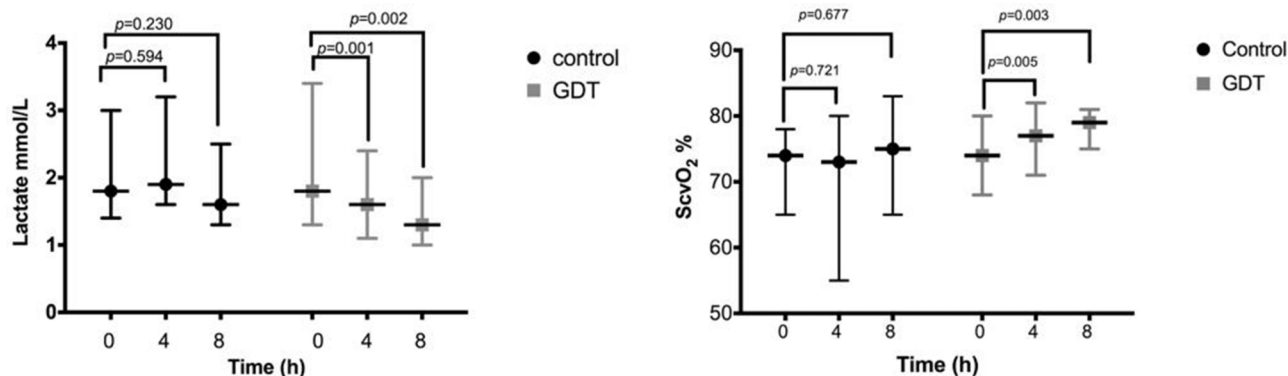 p=0.230
p=0.594
p=0.002
p=0.001
control
GDT
Lactate mmol/L
4
3
2
1
0
0 4 8 0 4 8
Time (h)
p=0.677
p=0.721
p=0.003
p=0.005
Control
GDT
ScvO₂ %
90
80
70
60
50
0 4 8 0 4 8
Time (h)